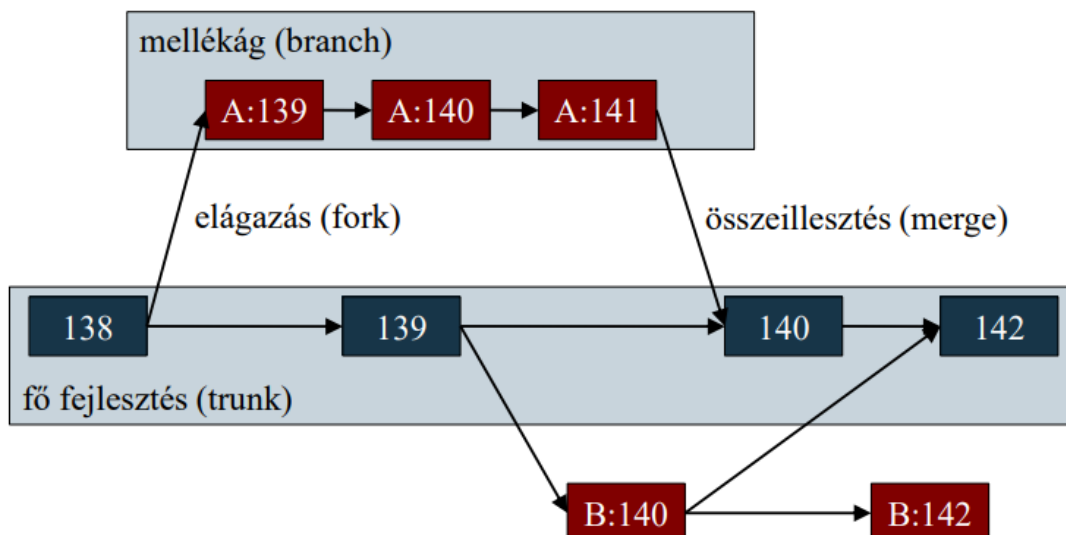 mellékág (branch)
A:139
A:140
A:141
elágazás (fork)
összeillesztés (merge)
138
139
140
142
fő fejlesztés (trunk)
B:140
B:142